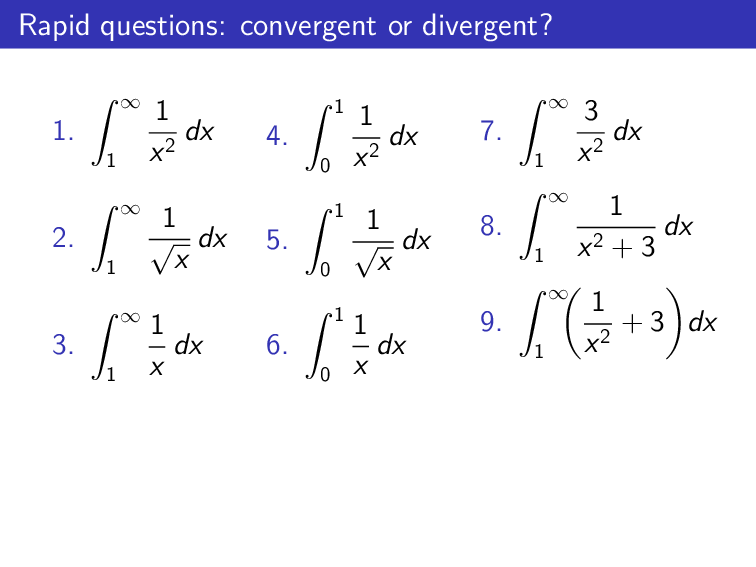 Rapid questions: convergent or divergent?
1. $\int_1^\infty \frac{1}{x^2}\,dx$
2. $\int_1^\infty \frac{1}{\sqrt{x}}\,dx$
3. $\int_1^\infty \frac{1}{x}\,dx$
4. $\int_0^1 \frac{1}{x^2}\,dx$
5. $\int_0^1 \frac{1}{\sqrt{x}}\,dx$
6. $\int_0^1 \frac{1}{x}\,dx$
7. $\int_1^\infty \frac{3}{x^2}\,dx$
8. $\int_1^\infty \frac{1}{x^2+3}\,dx$
9. $\int_1^\infty \left(\frac{1}{x^2}+3\right)dx$